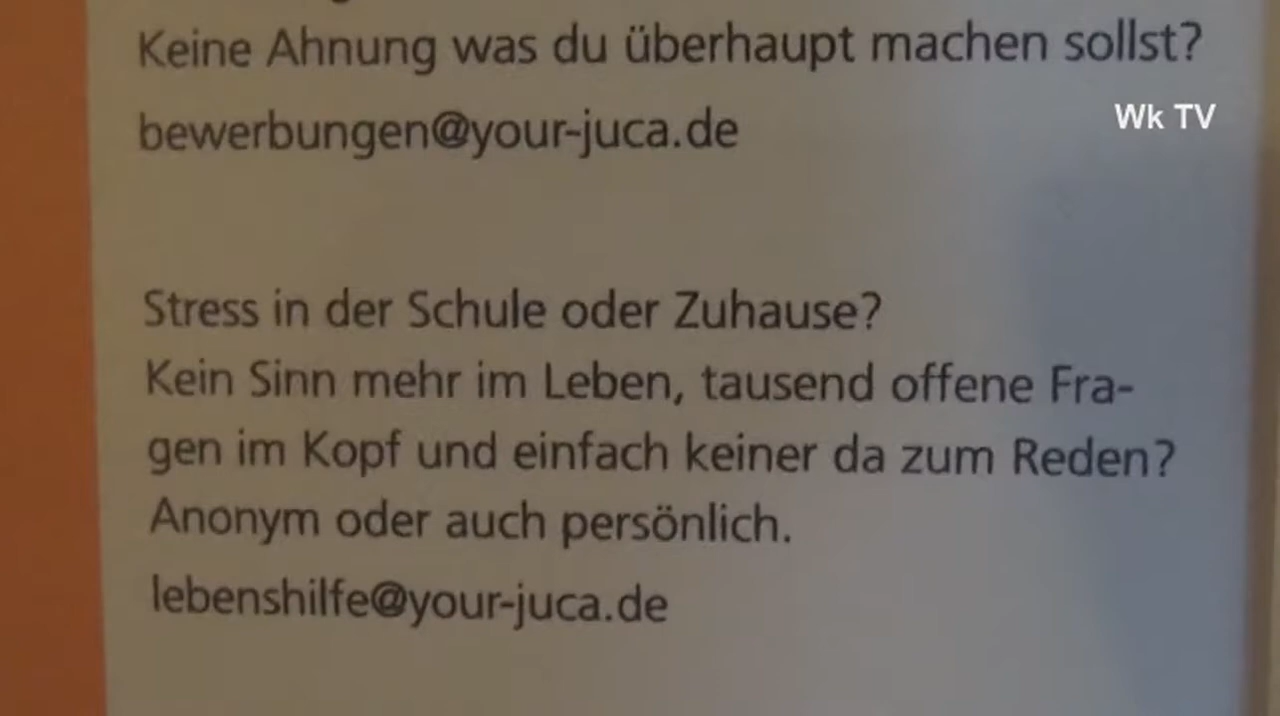 Keine Ahnung was du überhaupt machen sollst?
Wk TV
bewerbungen@your-juca.de
Stress in der Schule oder Zuhause?
Kein Sinn mehr im Leben, tausend offene Fra-
gen im Kopf und einfach keiner da zum Reden?
Anonym oder auch persönlich.
lebenshilfe@your-juca.de